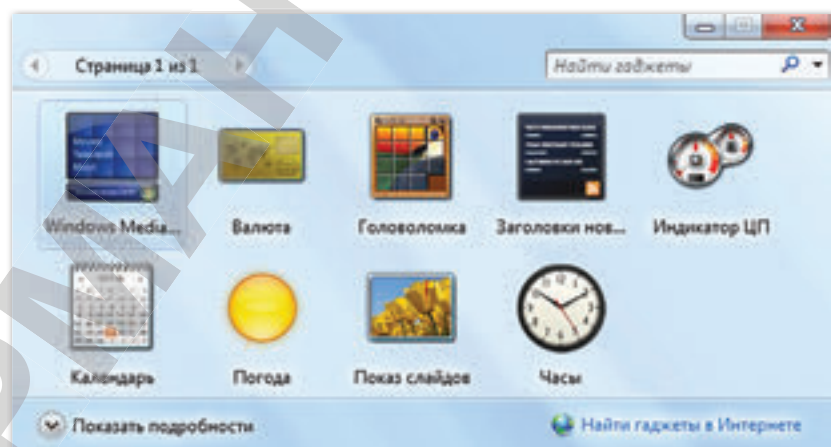 Страница 1 из 1
Найти гаджеты
Windows Media...
Валюта
Головоломка
Заголовки нов...
Индикатор ЦП
Календарь
Погода
Показ слайдов
Часы
Показать подробности
Найти гаджеты в Интернете